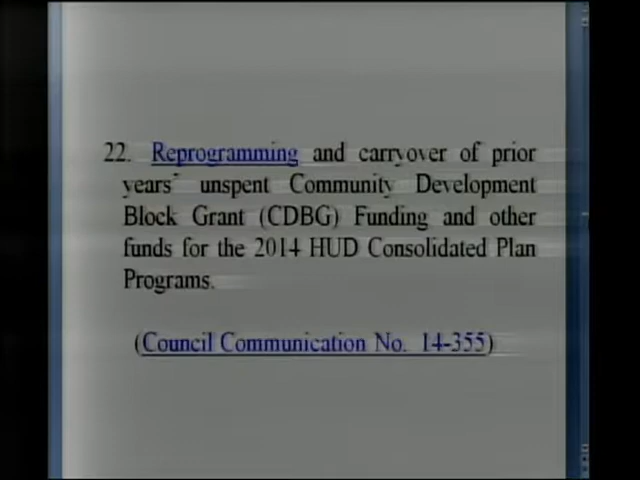 22. Reprogramming and carryover of prior
years' unspent Community Development
Block Grant (CDBG) Funding and other
funds for the 2014 HUD Consolidated Plan
Programs.
(Council Communication No. 14-355)